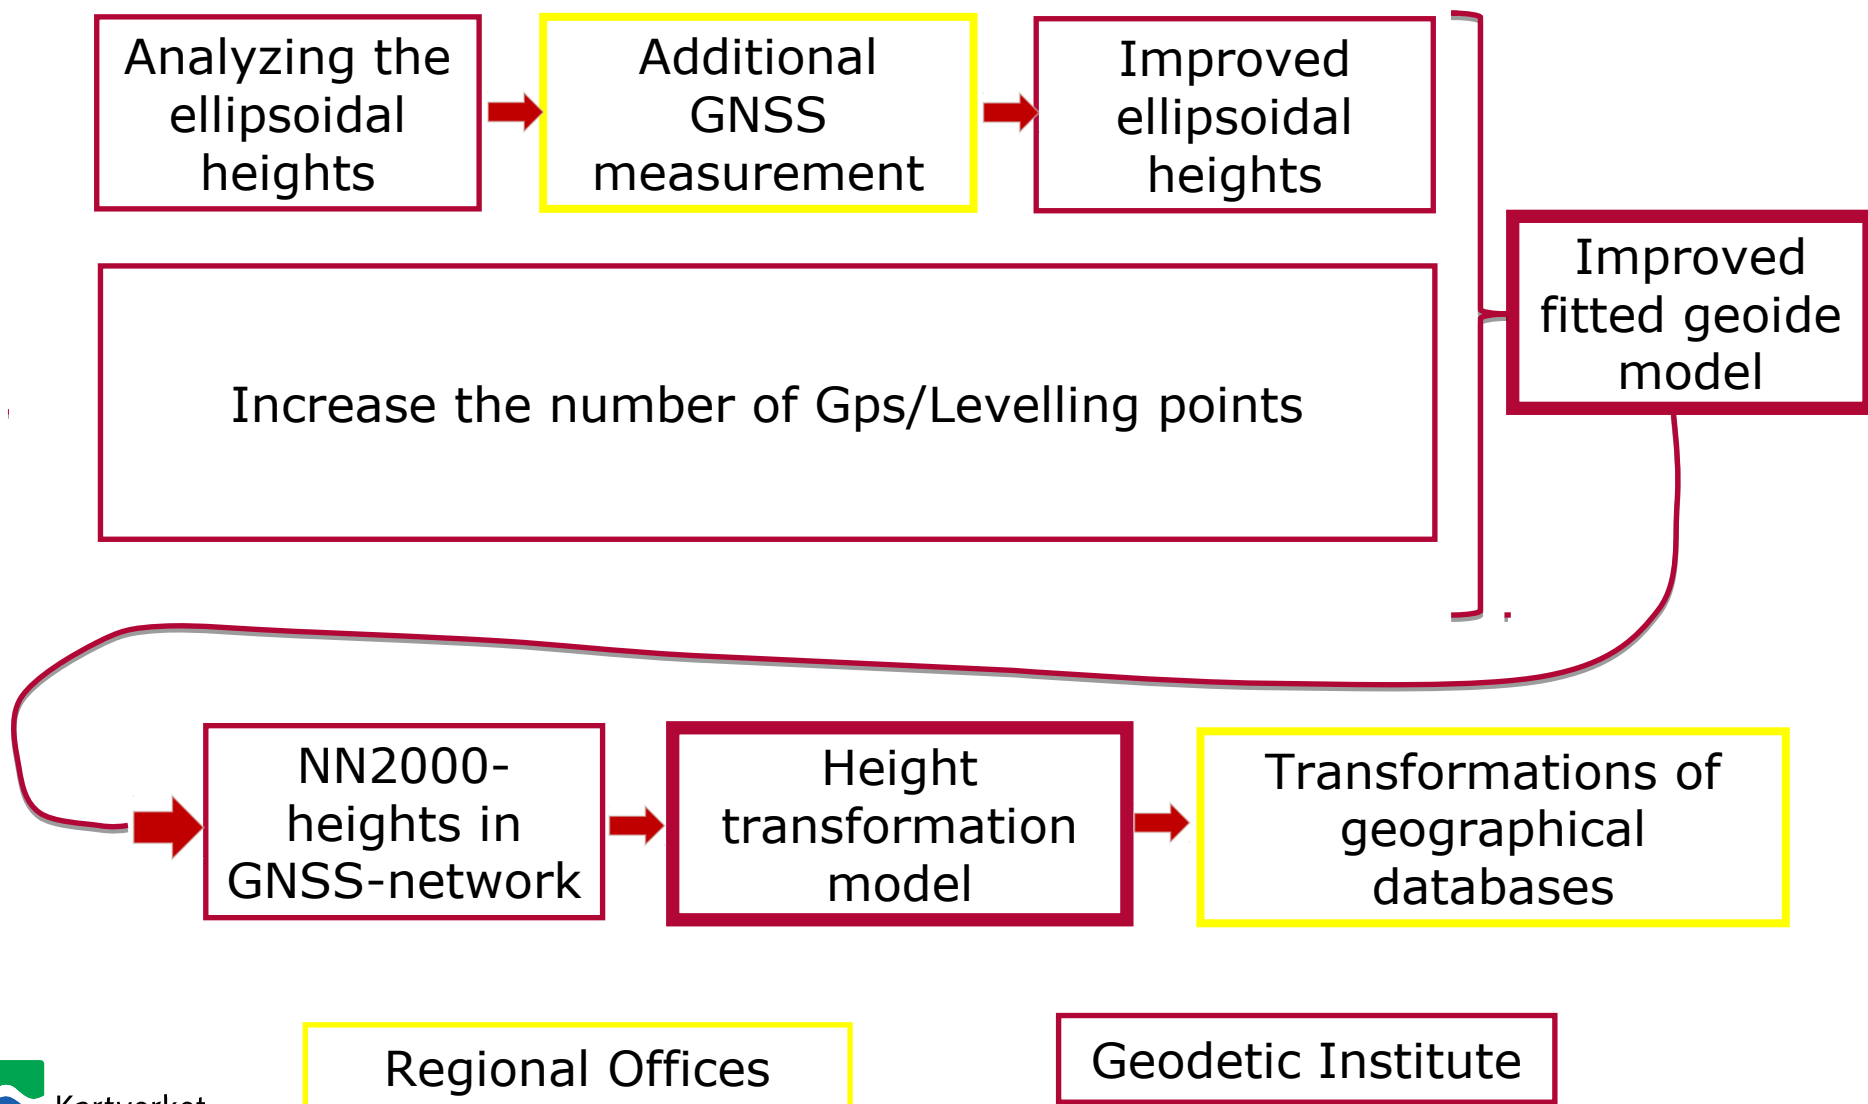 Analyzing the
ellipsoidal
heights
Additional
GNSS
measurement
Improved
ellipsoidal
heights
Improved
fitted geoide
model
Increase the number of Gps/Levelling points
NN2000-
heights in
GNSS-network
Height
transformation
model
Transformations of
geographical
databases
Regional Offices
Geodetic Institute
Kartverket